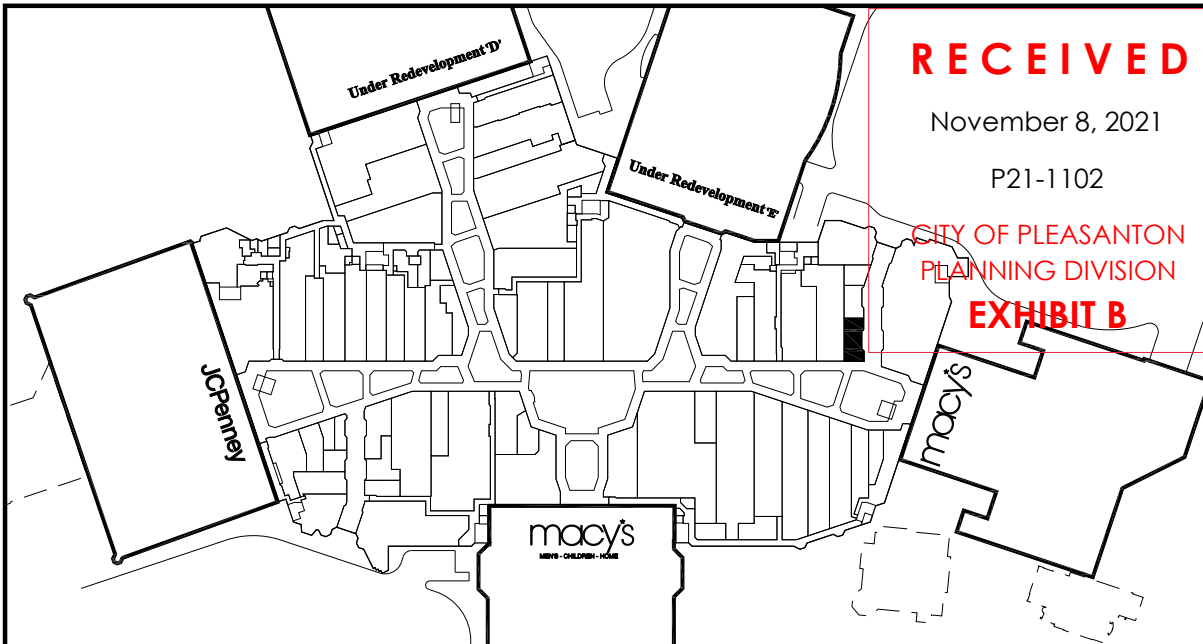 Under Redevelopment 'D'
RECEIVED
November 8, 2021
P21-1102
CITY OF PLEASANTON
PLANNING DIVISION
EXHIBIT B
Under Redevelopment 'E'
JCPenney
macy*s
macy*s
MEN'S - CHILDREN - HOME